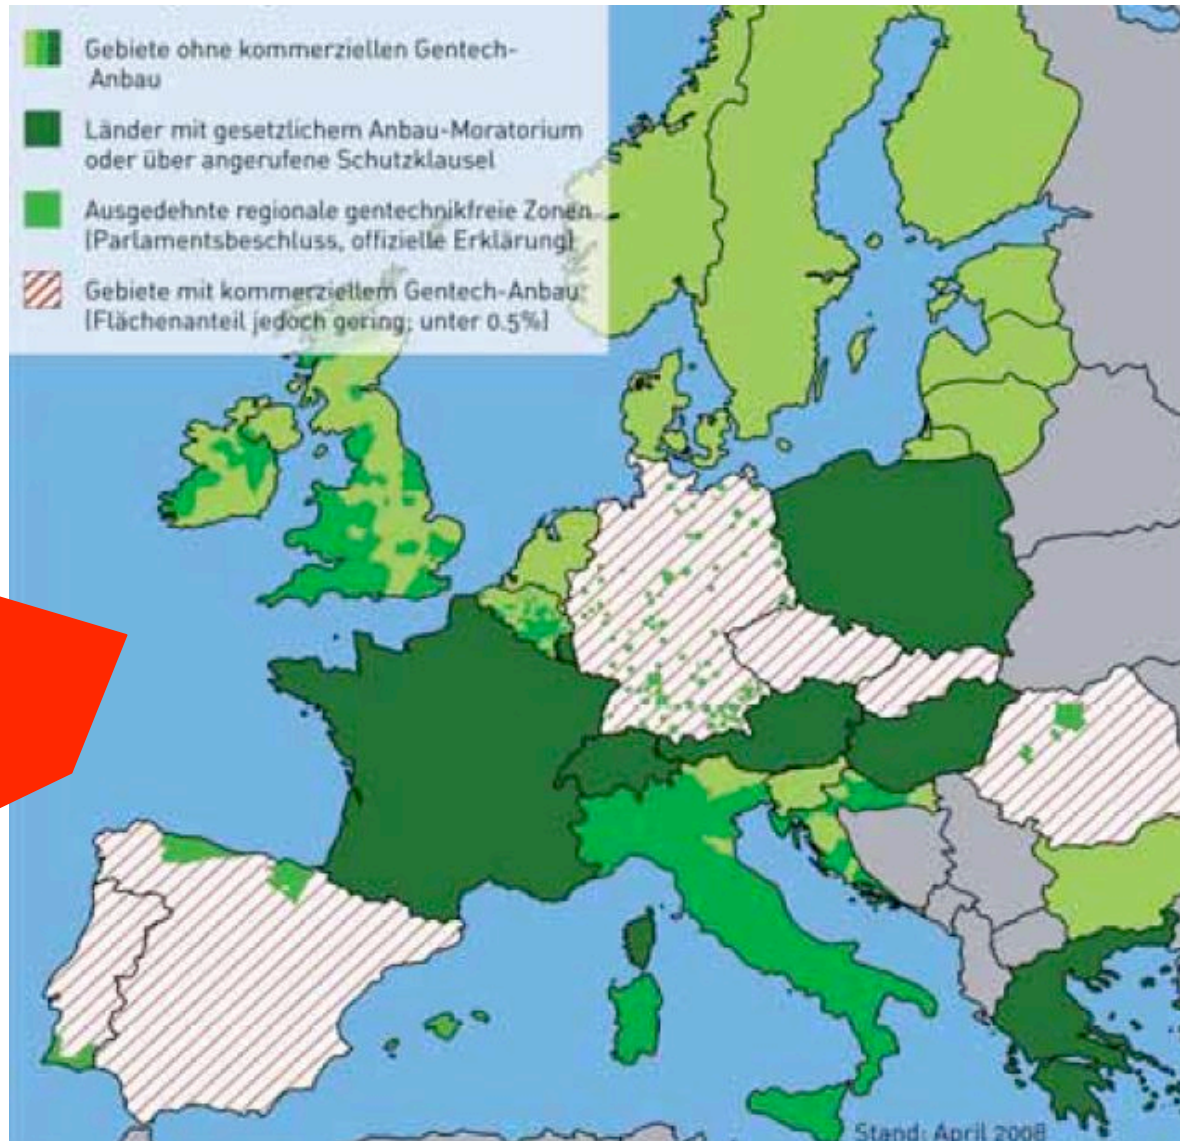 Gebiete ohne kommerziellen Gentech-
Anbau
Länder mit gesetzlichem Anbau-Moratorium
oder über angerufene Schutzklausel
Ausgedehnte regionale gentechnikfreie Zonen
(Parlamentsbeschluss, offizielle Erklärung)
Gebiete mit kommerziellem Gentech-Anbau
(Flächenanteil jedoch gering; unter 0.5%)
Stand: April 2008